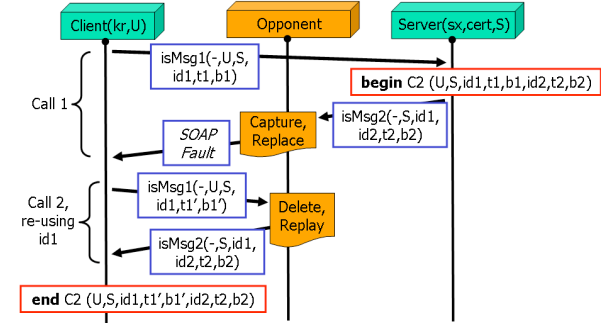 Client(kr,U)
Opponent
Server(sx,cert,S)
isMsg1(-,U,S,
id1,t1,b1)
begin C2 (U,S,id1,t1,b1,id2,t2,b2)
Call 1
isMsg2(-,S,id1,
id2,t2,b2)
Capture,
Replace
SOAP
Fault
Call 2,
re-using
id1
isMsg1(-,U,S,
id1,t1′,b1′)
Delete,
Replay
isMsg2(-,S,id1,
id2,t2,b2)
end C2 (U,S,id1,t1′,b1′,id2,t2,b2)